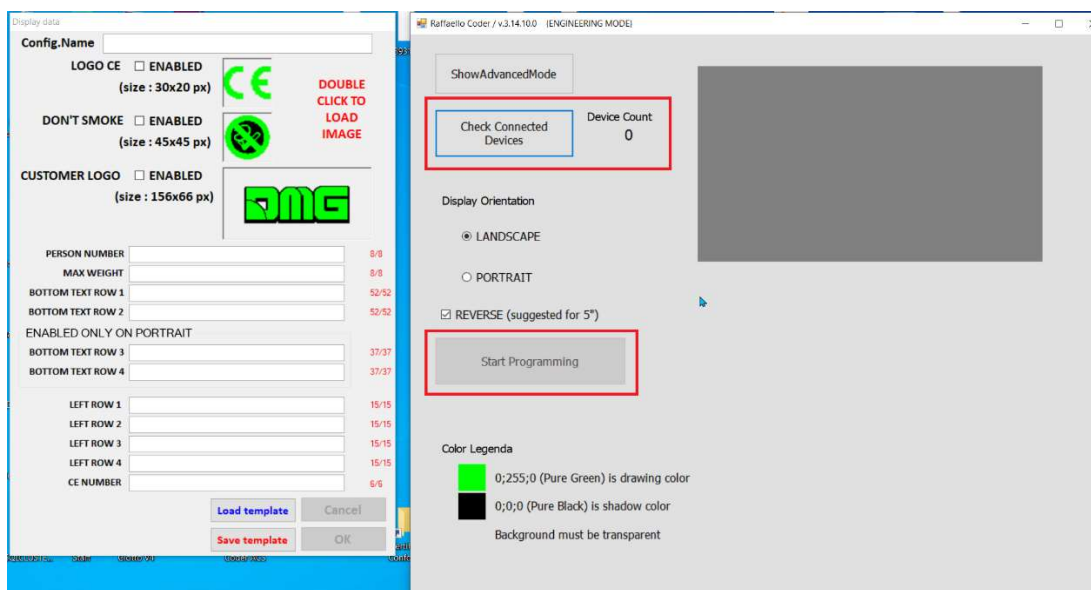 Display data
Config.Name
LOGO CE ENABLED
(size : 30x20 px)
CE
DOUBLE
CLICK TO
LOAD
IMAGE
DON'T SMOKE ENABLED
(size : 45x45 px)
CUSTOMER LOGO ENABLED
(size : 156x66 px)
DMG
PERSON NUMBER 8/8
MAX WEIGHT 8/8
BOTTOM TEXT ROW 1 52/52
BOTTOM TEXT ROW 2 52/52
ENABLED ONLY ON PORTRAIT
BOTTOM TEXT ROW 3 37/37
BOTTOM TEXT ROW 4 37/37
LEFT ROW 1 15/15
LEFT ROW 2 15/15
LEFT ROW 3 15/15
LEFT ROW 4 15/15
CE NUMBER 6/6
Load template Cancel
Save template OK
Raffaello Coder / v.3.14.10.0 (ENGINEERING MODE)
ShowAdvancedMode
Check Connected
Devices
Device Count
0
Display Orientation
LANDSCAPE
PORTRAIT
REVERSE (suggested for 5")
Start Programming
Color Legenda
0;255;0 (Pure Green) is drawing color
0;0;0 (Pure Black) is shadow color
Background must be transparent